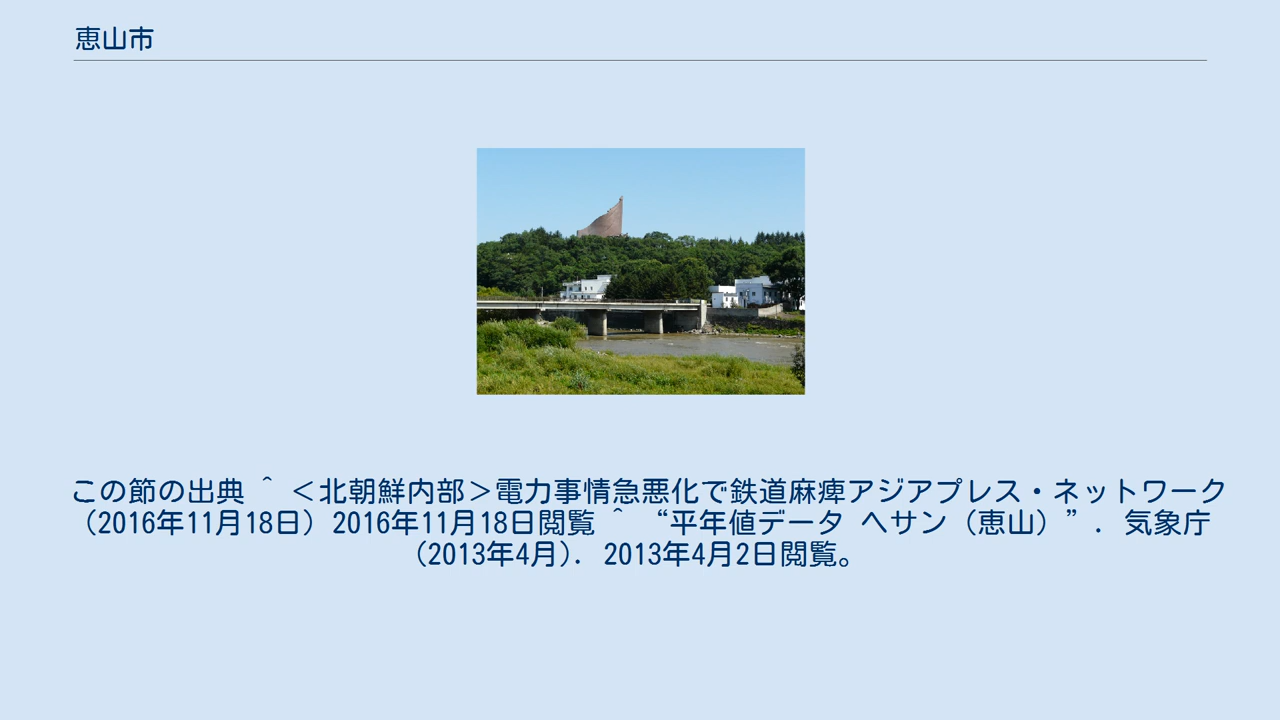 恵山市
この節の出典 ^ ＜北朝鮮内部＞電力事情急悪化で鉄道麻痺アジアプレス・ネットワーク
（2016年11月18日）2016年11月18日閲覧 ^ “平年値データ ヘサン（恵山）”. 気象庁
(2013年4月). 2013年4月2日閲覧。